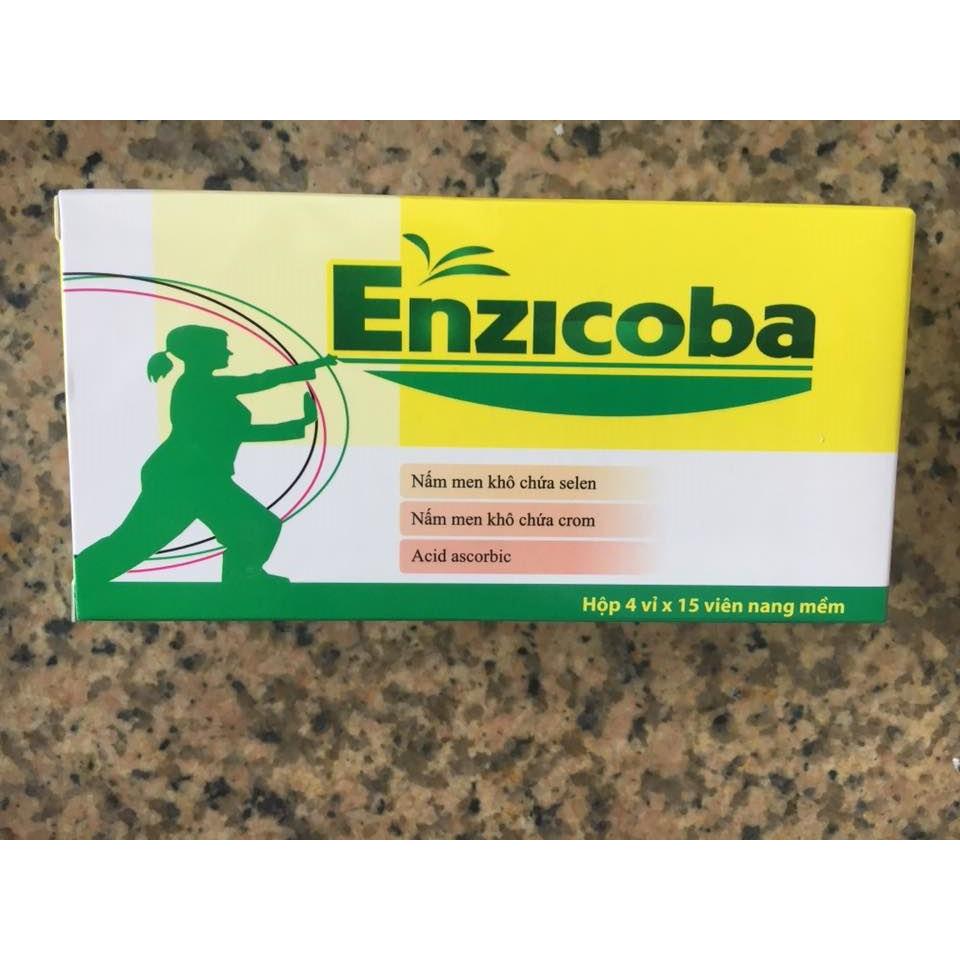 Enzicoba
Nấm men khô chứa selen
Nấm men khô chứa crom
Acid ascorbic
Hộp 4 vỉ x 15 viên nang mềm